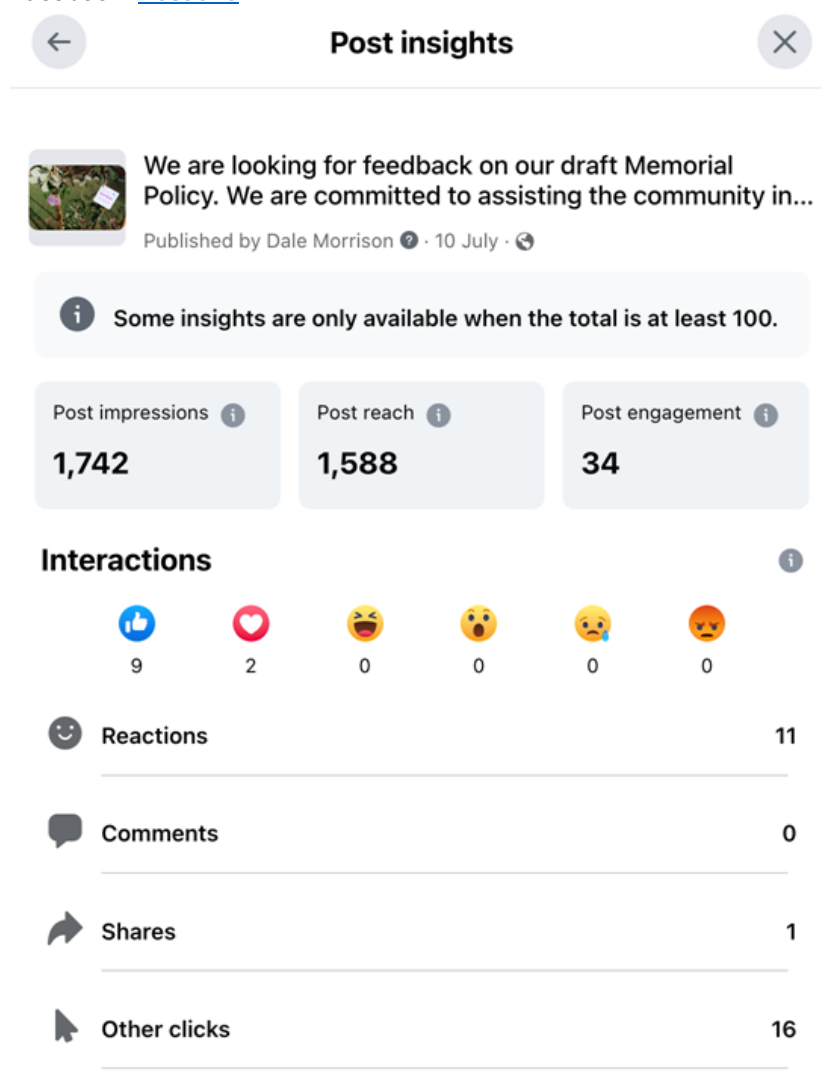 Post insights
We are looking for feedback on our draft Memorial
Policy. We are committed to assisting the community in...
Published by Dale Morrison · 10 July ·
Some insights are only available when the total is at least 100.
Post impressions Post reach Post engagement
1,742 1,588 34
Interactions
9 2 0 0 0 0
Reactions 11
Comments 0
Shares 1
Other clicks 16